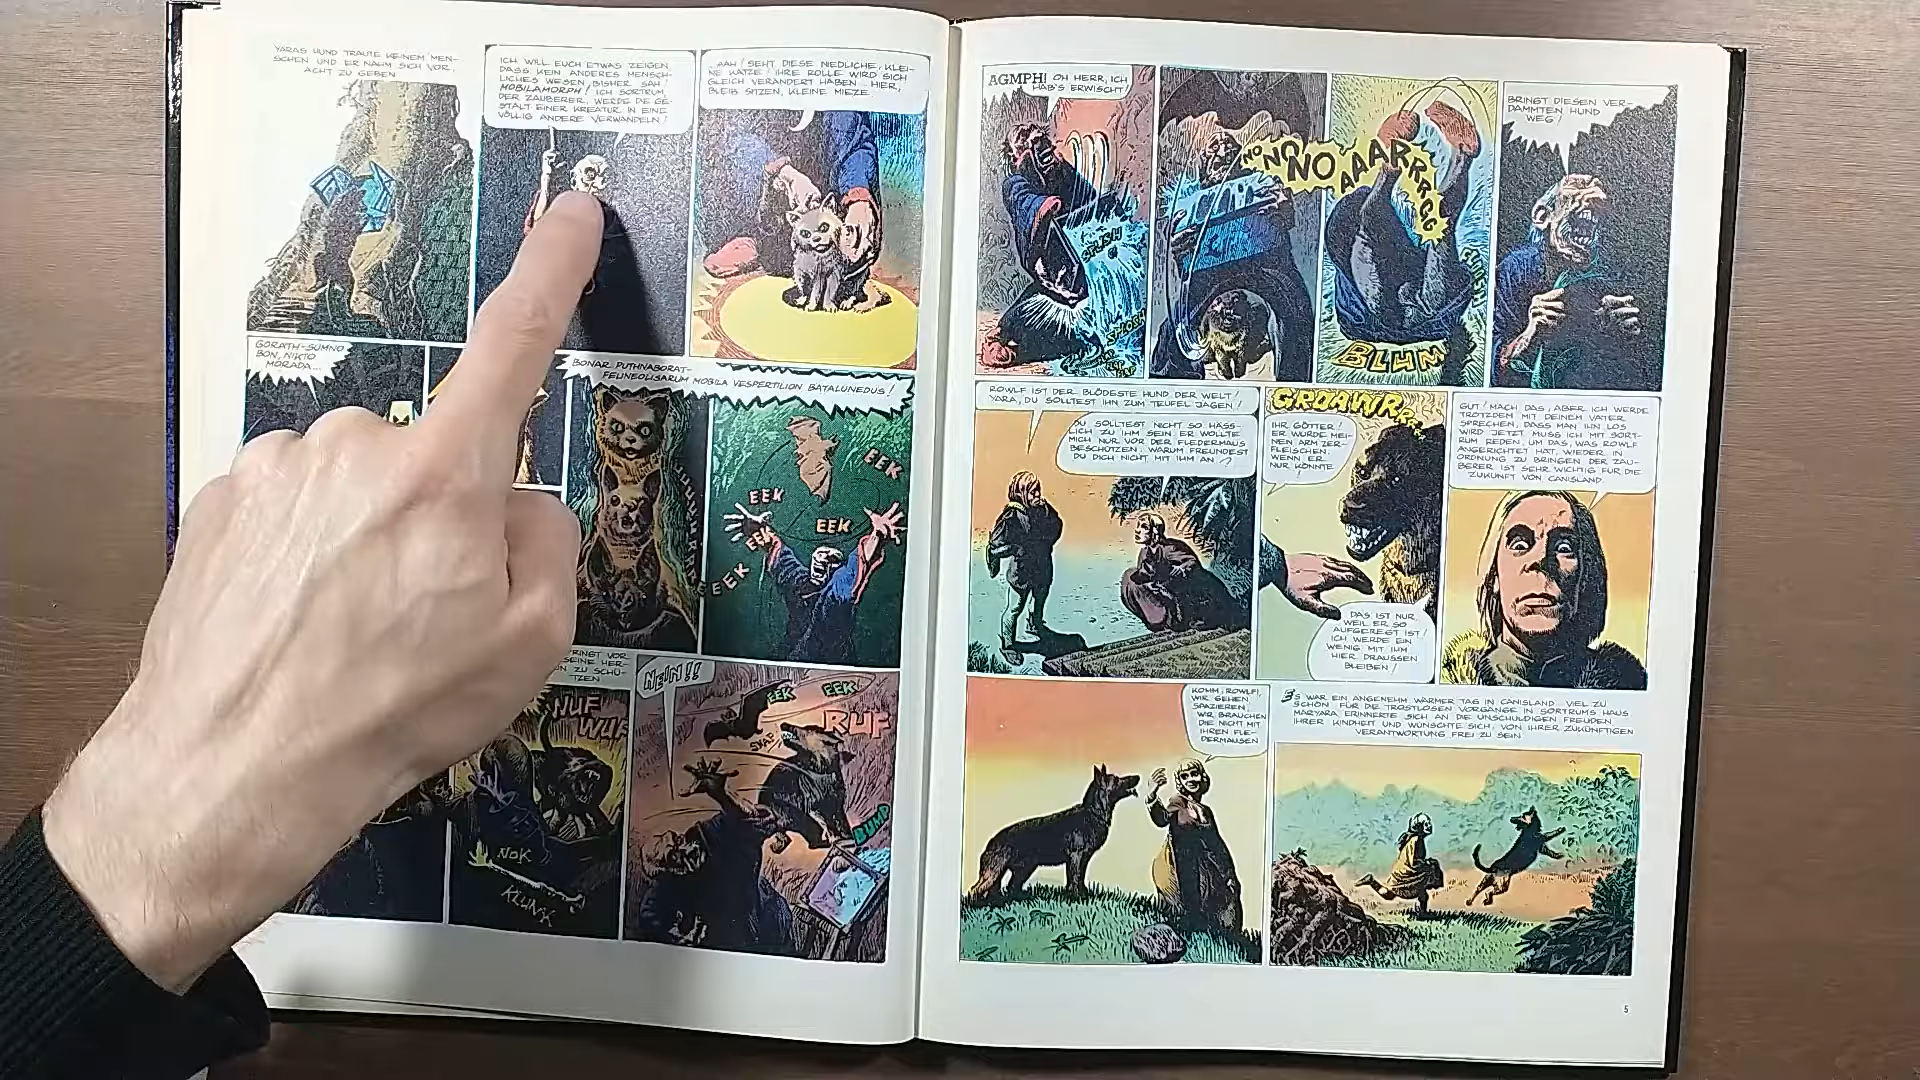 YARAS HUND TRAUTE KEINEM MEN-
SCHEN UND ER NAHM SICH VOR,
ACHT ZU GEBEN
ICH WILL EUCH ETWAS ZEIGEN
DASS KEIN ANDERES MENSCH-
LICHES WESEN BISHER SAH!
MOBILAMORPH! ICH SORTRUM,
DER ZAUBERER, WERDE DIE GE-
STALT EINER KREATUR IN EINE
VÖLLIG ANDERE VERWANDELN!
...AAH! SEHT DIESE NIEDLICHE, KLEI-
NE KATZE! IHRE ROLLE WIRD SICH
GLEICH VERÄNDERT HABEN... HIER,
BLEIB SITZEN, KLEINE MIEZE.
GORATH-SUMNO
BON, NIKTO
MORADA...
BONAR PUTHNABORAT-
FELINEOLISARUM MOBILA VESPERTILION BATALUNEDUS!
EEK
EEK
EEK
EEK
EEEK
RINGT VOR
SEINE HER-
ZU SCHÜ-
TZEN
NUF
WUF
NOK
KLUNK
NEIN!!
EEK
EEK
RUF
SNAP
BUMP
AGMPH! OH HERR, ICH
HAB'S ERWISCHT!
SPLISH
SPLOSH
NO NO NO AAARRRGG
BLUM
BRINGT DIESEN VER-
DAMMTEN HUND
WEG!
ROWLF IST DER BLÖDESTE HUND DER WELT!
YARA, DU SOLLTEST IHN ZUM TEUFEL JAGEN!
DU SOLLTEST NICHT SO HÄSS-
LICH ZU IHM SEIN. ER WOLLTE
MICH NUR VOR DER FLEDERMAUS
BESCHÜTZEN. WARUM FREUNDEST
DU DICH NICHT MIT IHM AN?
GROAWRR
IHR GÖTTER!
ER WÜRDE MEI-
NEN ARM ZER-
FLEISCHEN,
WENN ER
NUR KÖNNTE!
DAS IST NUR,
WEIL ER SO
AUFGEREGT IST!
ICH WERDE EIN
WENIG MIT IHM
HIER DRAUSSEN
BLEIBEN!
GUT! MACH DAS, ABER ICH WERDE
TROTZDEM MIT DEINEM VATER
SPRECHEN, DASS MAN IHN LOS
WIRD. JETZT MUSS ICH MIT SORT-
RUM REDEN, UM DAS, WAS ROWLF
ANGERICHTET HAT, WIEDER IN
ORDNUNG ZU BRINGEN. DER ZAU-
BERER IST SEHR WICHTIG FÜR DIE
ZUKUNFT VON CANISLAND.
KOMM, ROWLF!
WIR GEHEN
SPAZIEREN!
WIR BRAUCHEN
DIE NICHT MIT
IHREN FLE-
DERMÄUSEN
ES WAR EIN ANGENEHM WARMER TAG IN CANISLAND. VIEL ZU
SCHÖN FÜR DIE TROSTLOSEN VORGÄNGE IN SORTRUMS HAUS.
MARYARA ERINNERTE SICH AN DIE UNSCHULDIGEN FREUDEN
IHRER KINDHEIT UND WÜNSCHTE SICH, VON IHRER ZUKÜNFTIGEN
VERANTWORTUNG FREI ZU SEIN
5